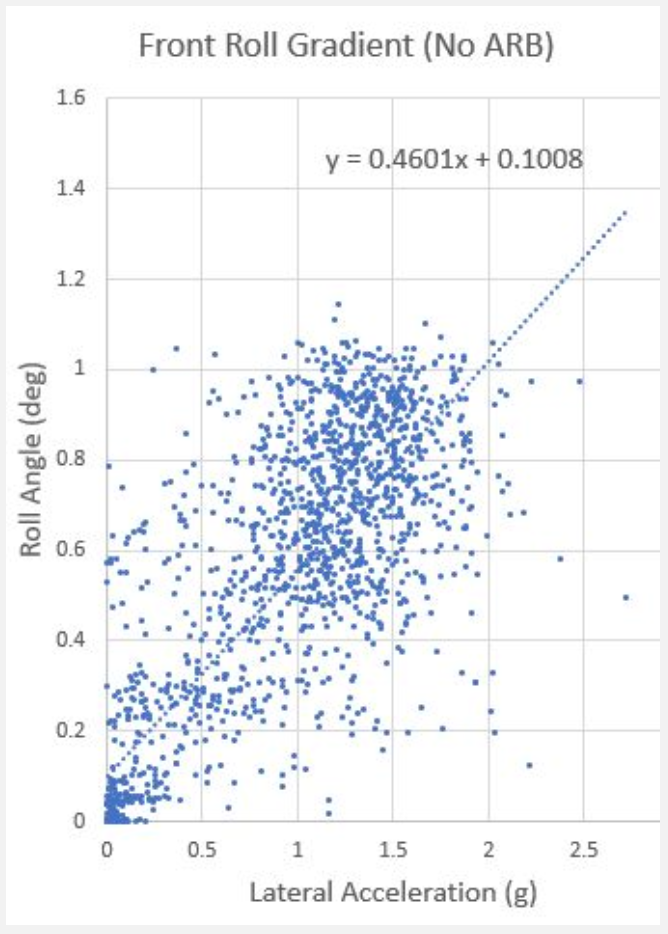 Front Roll Gradient (No ARB)
1.6
y = 0.4601x + 0.1008
1.4
1.2
1
0.8
0.6
0.4
0.2
0
Roll Angle (deg)
0 0.5 1 1.5 2 2.5
Lateral Acceleration (g)